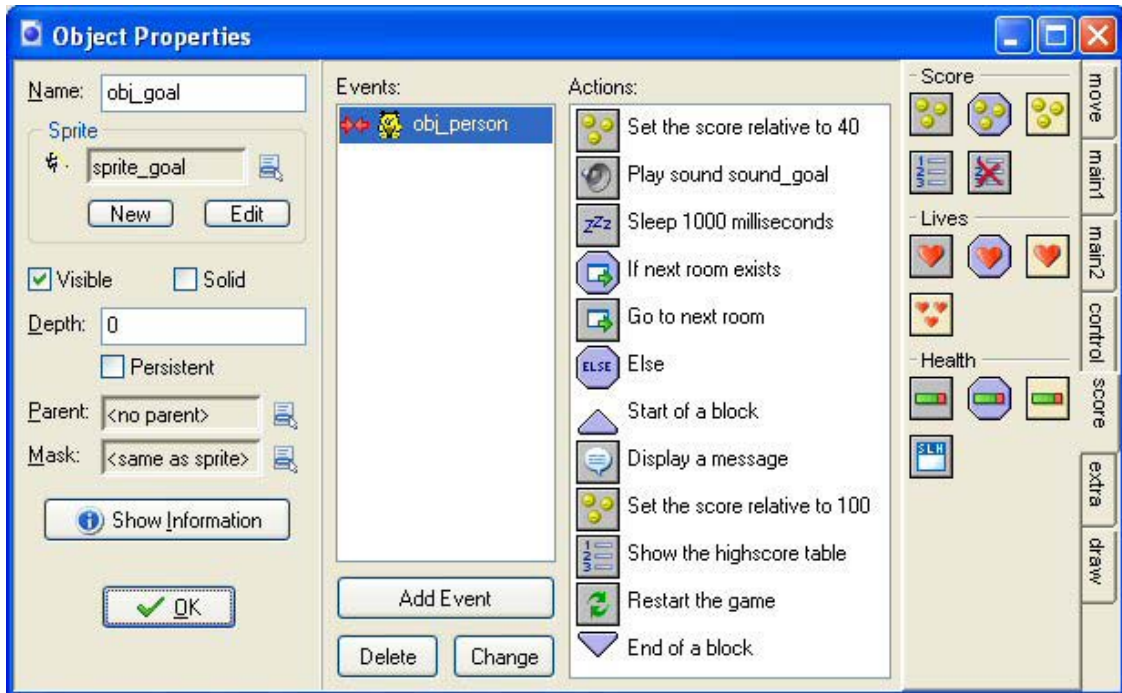 Object Properties
Name: obj_goal
Sprite
sprite_goal
New Edit
Visible Solid
Depth: 0
Persistent
Parent: <no parent>
Mask: <same as sprite>
Show Information
OK
Events:
obj_person
Add Event
Delete Change
Actions:
Set the score relative to 40
Play sound sound_goal
Sleep 1000 milliseconds
If next room exists
Go to next room
ELSE Else
Start of a block
Display a message
Set the score relative to 100
Show the highscore table
Restart the game
End of a block
Score
Lives
Health
SLH
move
main1
main2
control
score
extra
draw